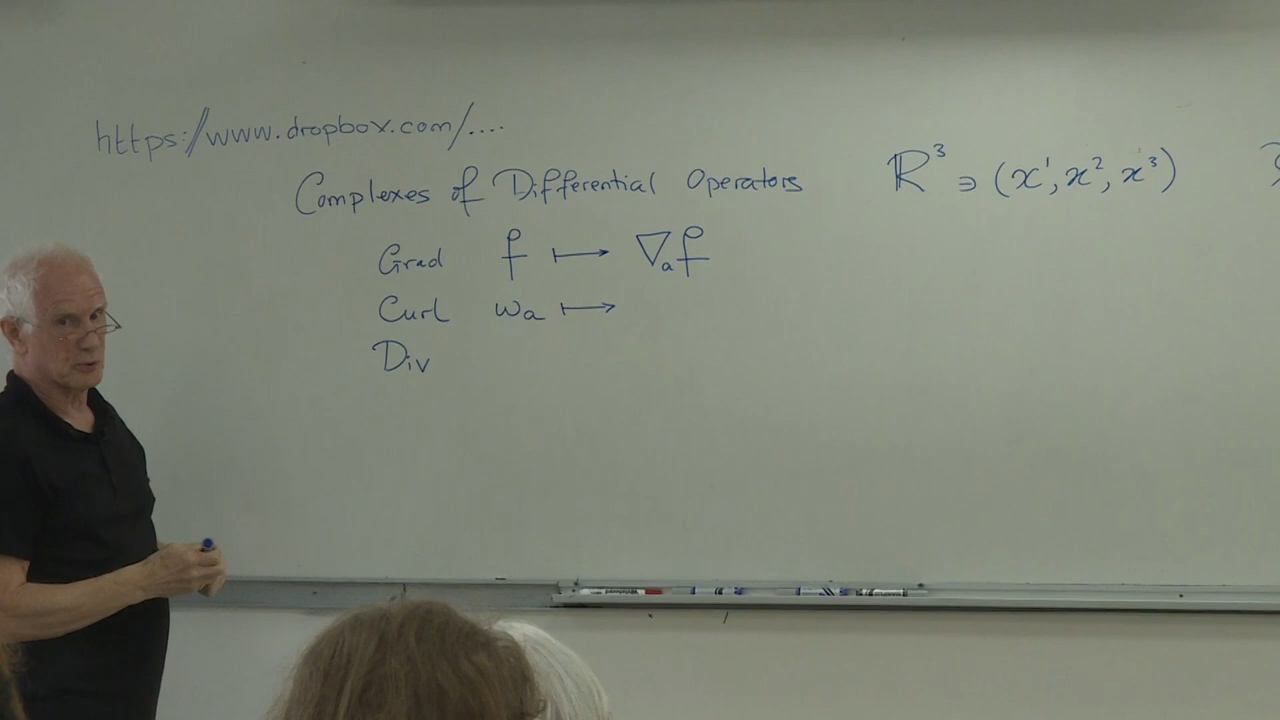 https://www.dropbox.com/....
Complexes of Differential Operators
ℝ³ ∋ (x¹, x², x³)
Grad f ⟼ ∇ₐf
Curl ωₐ ⟼
Div